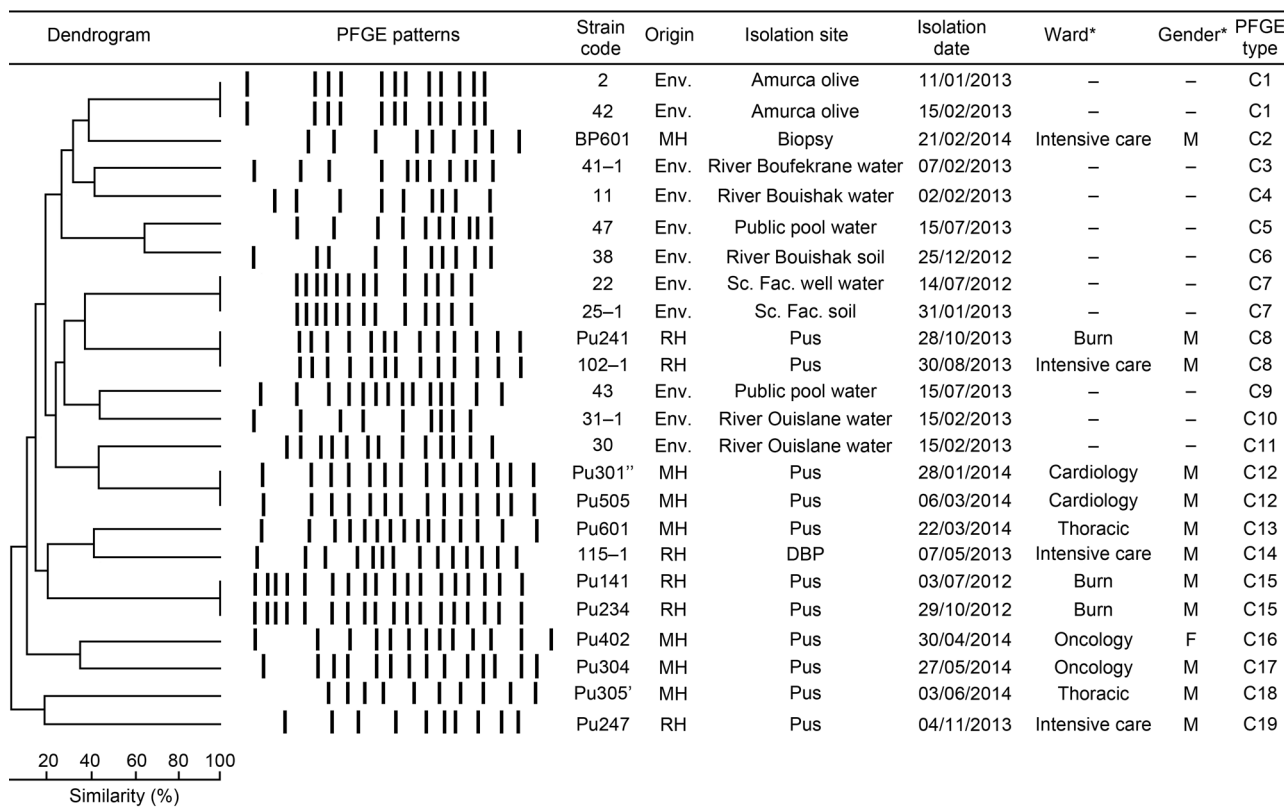 Dendrogram PFGE patterns Strain code Origin Isolation site Isolation date Ward* Gender* PFGE type
2 Env. Amurca olive 11/01/2013 – – C1
42 Env. Amurca olive 15/02/2013 – – C1
BP601 MH Biopsy 21/02/2014 Intensive care M C2
41–1 Env. River Boufekrane water 07/02/2013 – – C3
11 Env. River Bouishak water 02/02/2013 – – C4
47 Env. Public pool water 15/07/2013 – – C5
38 Env. River Bouishak soil 25/12/2012 – – C6
22 Env. Sc. Fac. well water 14/07/2012 – – C7
25–1 Env. Sc. Fac. soil 31/01/2013 – – C7
Pu241 RH Pus 28/10/2013 Burn M C8
102–1 RH Pus 30/08/2013 Intensive care M C8
43 Env. Public pool water 15/07/2013 – – C9
31–1 Env. River Ouislane water 15/02/2013 – – C10
30 Env. River Ouislane water 15/02/2013 – – C11
Pu301'' MH Pus 28/01/2014 Cardiology M C12
Pu505 MH Pus 06/03/2014 Cardiology M C12
Pu601 MH Pus 22/03/2014 Thoracic M C13
115–1 RH DBP 07/05/2013 Intensive care M C14
Pu141 RH Pus 03/07/2012 Burn M C15
Pu234 RH Pus 29/10/2012 Burn M C15
Pu402 MH Pus 30/04/2014 Oncology F C16
Pu304 MH Pus 27/05/2014 Oncology M C17
Pu305' MH Pus 03/06/2014 Thoracic M C18
Pu247 RH Pus 04/11/2013 Intensive care M C19
20 40 60 80 100
Similarity (%)